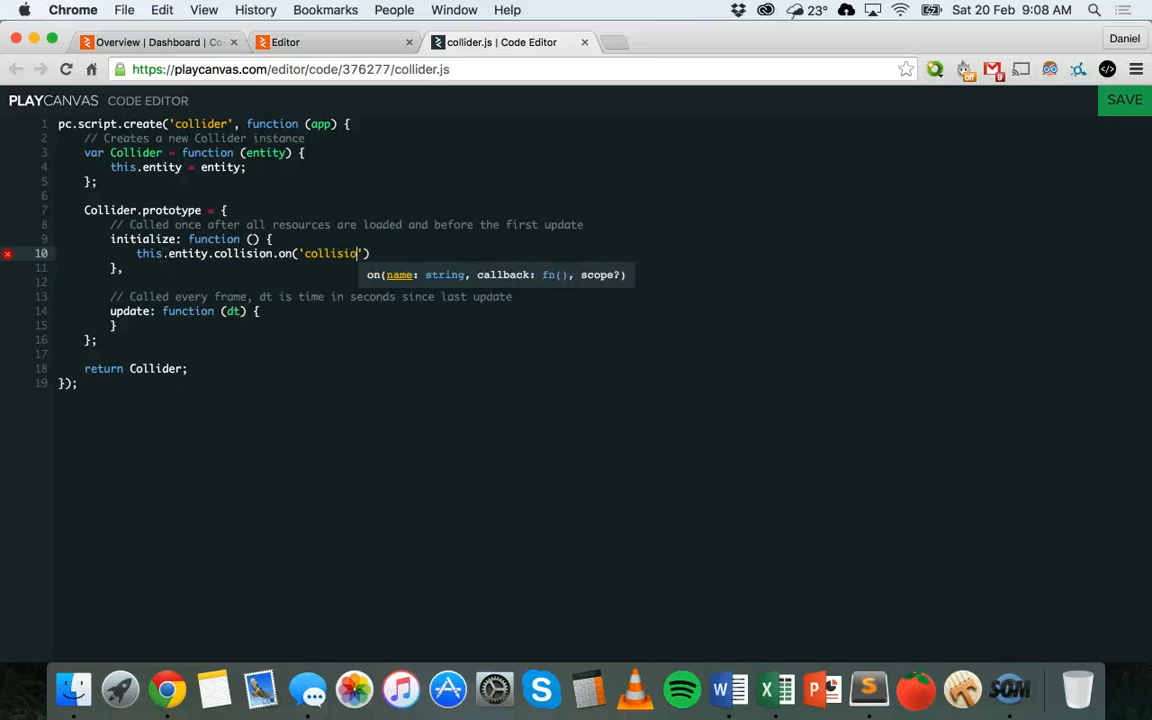 Chrome File Edit View History Bookmarks People Window Help 23° Sat 20 Feb 9:08 AM
Overview | Dashboard | Co × Editor × collider.js | Code Editor × Daniel
https://playcanvas.com/editor/code/376277/collider.js 9 off
PLAYCANVAS CODE EDITOR SAVE
1 pc.script.create('collider', function (app) {
2 // Creates a new Collider instance
3 var Collider = function (entity) {
4 this.entity = entity;
5 };
6
7 Collider.prototype = {
8 // Called once after all resources are loaded and before the first update
9 initialize: function () {
10 this.entity.collision.on('collisio')
on(name: string, callback: fn(), scope?)
11 },
12
13 // Called every frame, dt is time in seconds since last update
14 update: function (dt) {
15 }
16 };
17
18 return Collider;
19 });
W X P S SOM